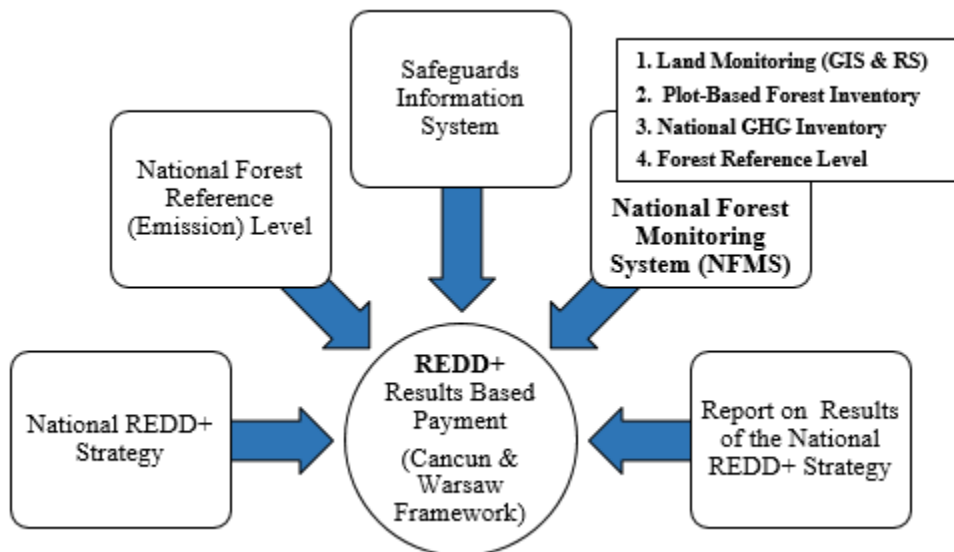 Safeguards
Information
System
1. Land Monitoring (GIS & RS)
2. Plot-Based Forest Inventory
3. National GHG Inventory
4. Forest Reference Level
National Forest
Reference
(Emission) Level
National Forest
Monitoring
System (NFMS)
National REDD+
Strategy
REDD+
Results Based
Payment
(Cancun &
Warsaw
Framework)
Report on Results
of the National
REDD+ Strategy